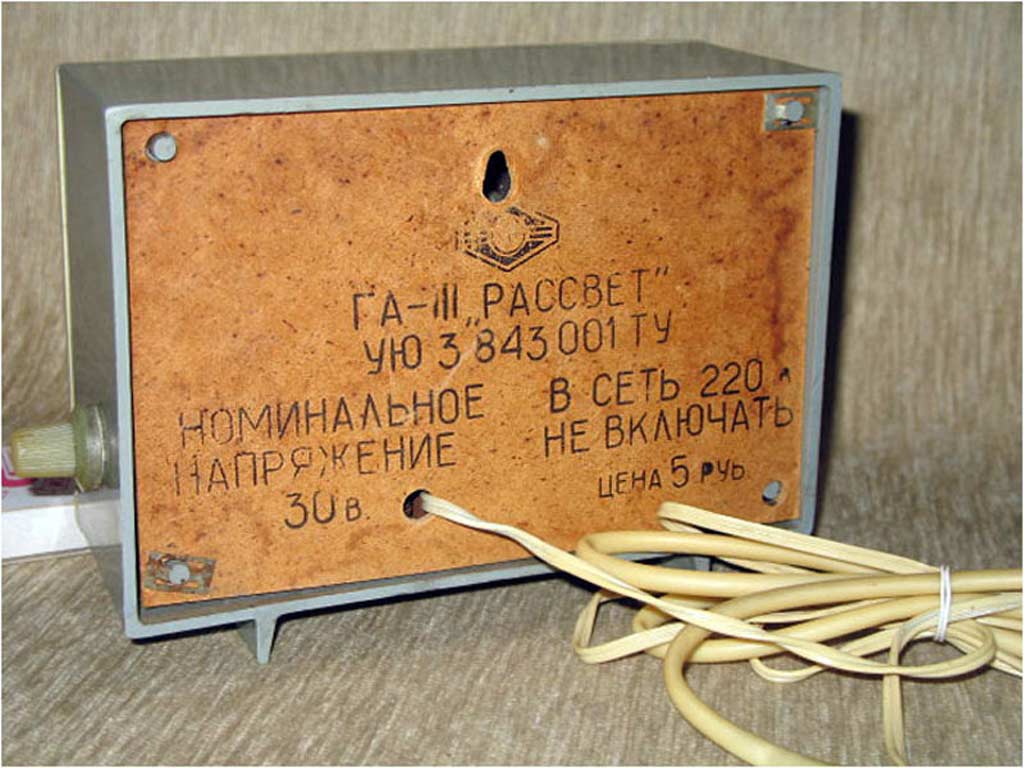 ГА-III „РАССВЕТ”
УЮ 3 843 001 ТУ
НОМИНАЛЬНОЕ
НАПРЯЖЕНИЕ
30 В.
В СЕТЬ 220
НЕ ВКЛЮЧАТЬ
ЦЕНА 5 РУБ.